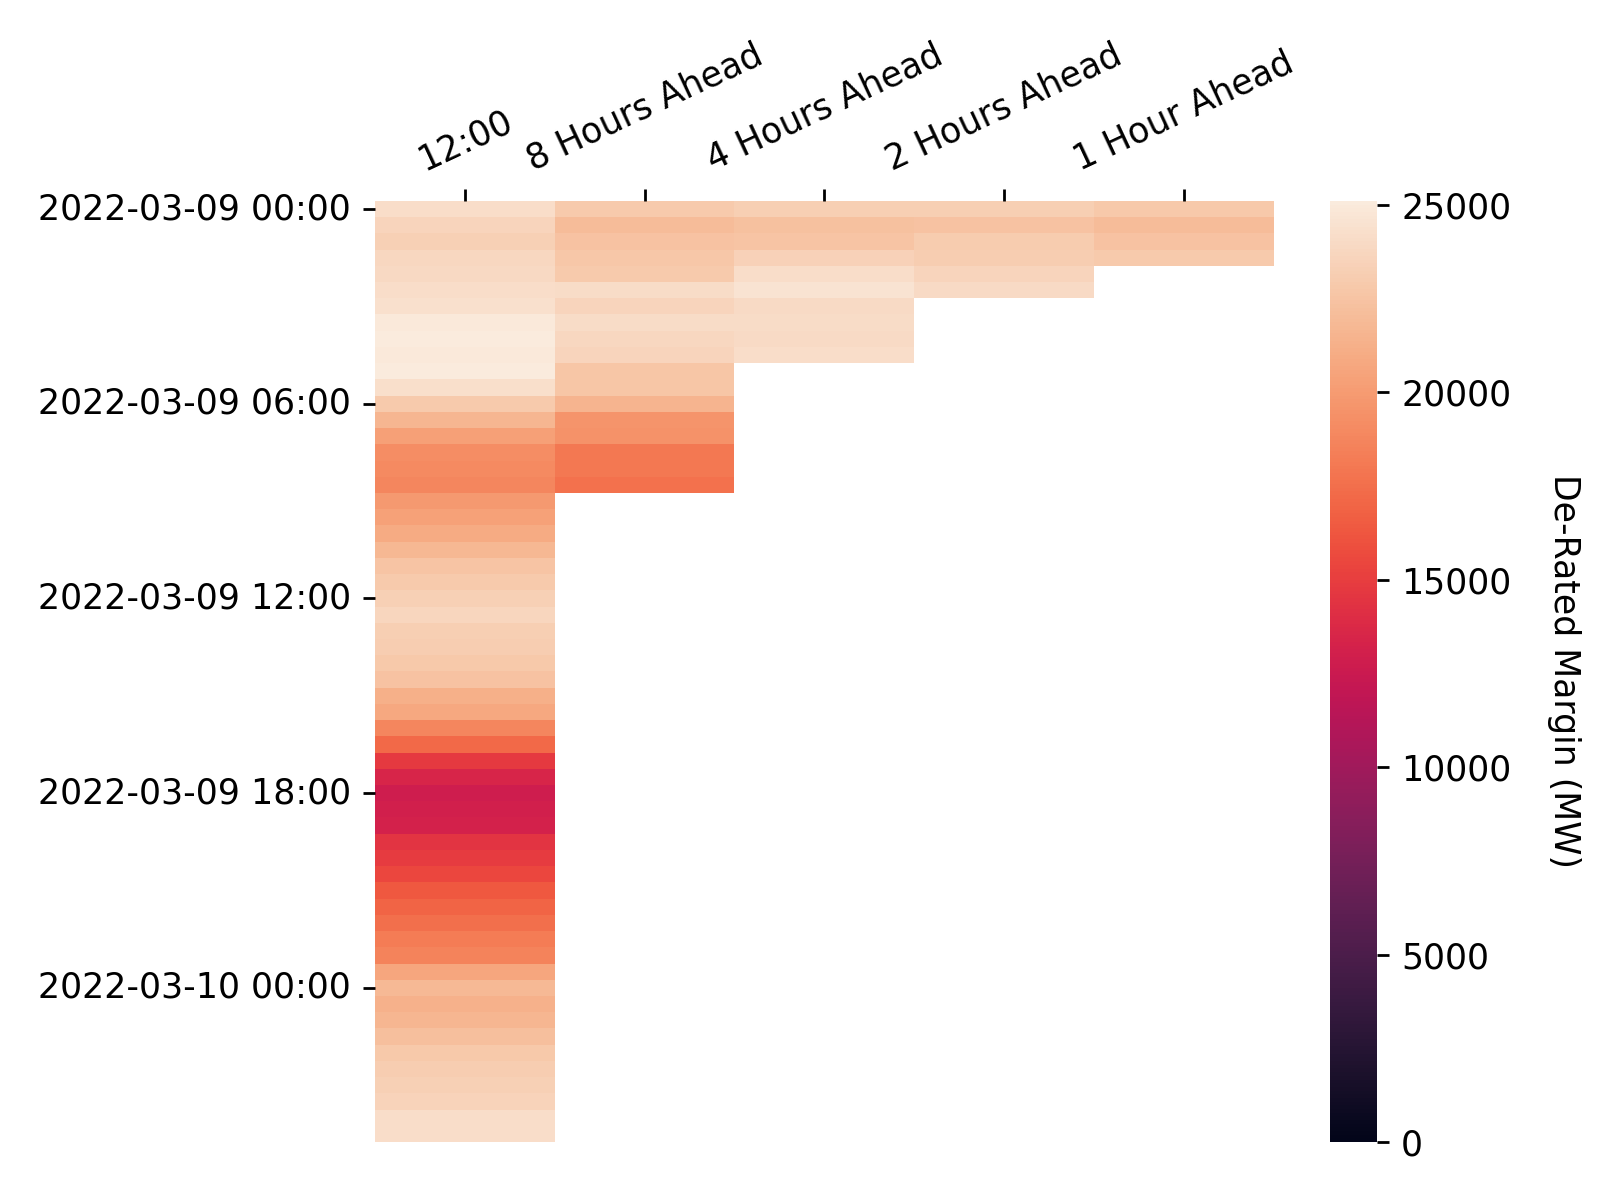 12:00
8 Hours Ahead
4 Hours Ahead
2 Hours Ahead
1 Hour Ahead
2022-03-09 00:00
2022-03-09 06:00
2022-03-09 12:00
2022-03-09 18:00
2022-03-10 00:00
25000
20000
15000
10000
5000
0
De-Rated Margin (MW)